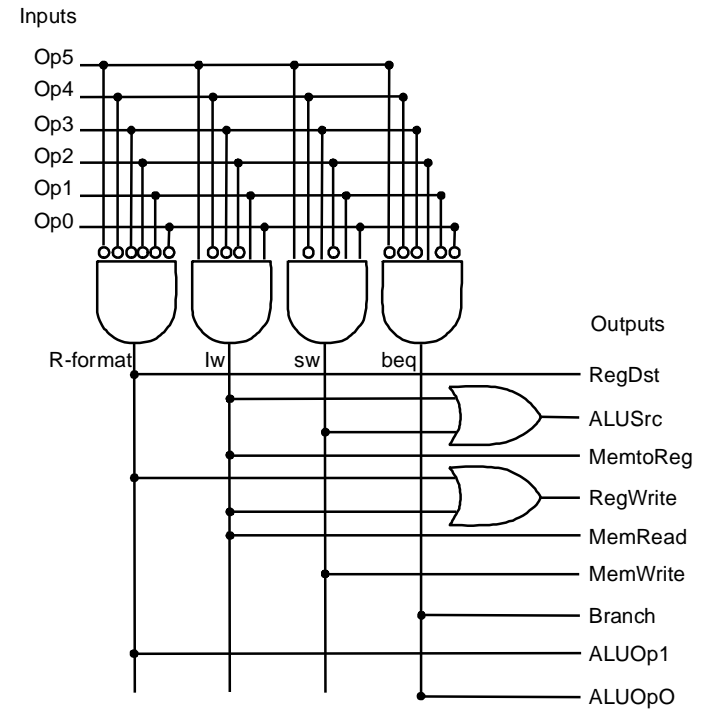 Inputs
Op5
Op4
Op3
Op2
Op1
Op0
Outputs
R-format
lw
sw
beq
RegDst
ALUSrc
MemtoReg
RegWrite
MemRead
MemWrite
Branch
ALUOp1
ALUOpO